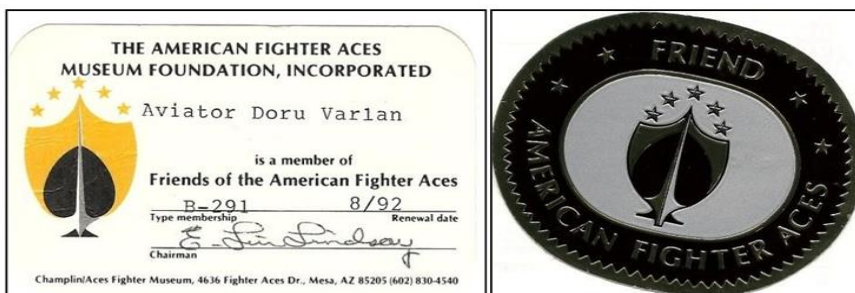 THE AMERICAN FIGHTER ACES
MUSEUM FOUNDATION, INCORPORATED
Aviator Doru Varlan
is a member of
Friends of the American Fighter Aces
B-291 8/92
Type membership Renewal date
Lindsay
Chairman
Champlin/Aces Fighter Museum, 4636 Fighter Aces Dr., Mesa, AZ 85205 (602) 830-4540
FRIEND
AMERICAN FIGHTER ACES